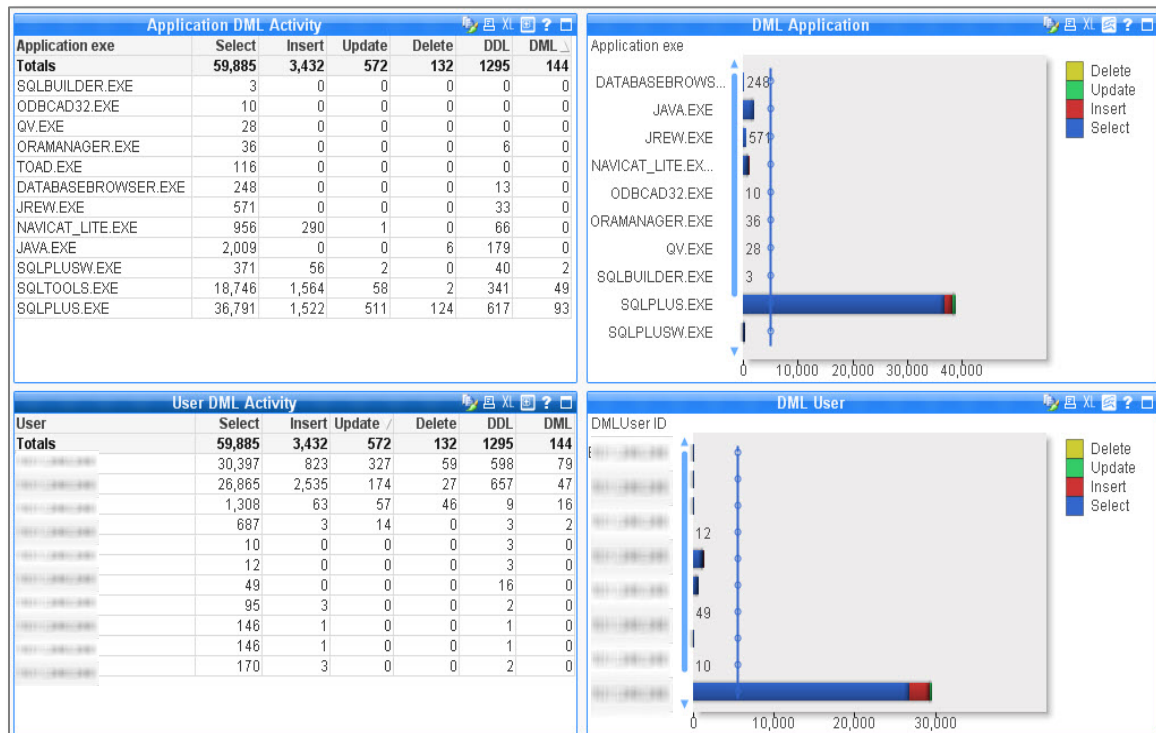 Application DML Activity XL ?
Application exe Select Insert Update Delete DDL DML
Totals 59,885 3,432 572 132 1295 144
SQLBUILDER.EXE 3 0 0 0 0 0
ODBCAD32.EXE 10 0 0 0 0 0
QV.EXE 28 0 0 0 0 0
ORAMANAGER.EXE 36 0 0 0 6 0
TOAD.EXE 116 0 0 0 0 0
DATABASEBROWSER.EXE 248 0 0 0 13 0
JREW.EXE 571 0 0 0 33 0
NAVICAT_LITE.EXE 956 290 1 0 66 0
JAVA.EXE 2,009 0 0 6 179 0
SQLPLUSW.EXE 371 56 2 0 40 2
SQLTOOLS.EXE 18,746 1,564 58 2 341 49
SQLPLUS.EXE 36,791 1,522 511 124 617 93
DML Application XL ?
Application exe
DATABASEBROWS... 248
JAVA.EXE
JREW.EXE 571
NAVICAT_LITE.EX...
ODBCAD32.EXE 10
ORAMANAGER.EXE 36
QV.EXE 28
SQLBUILDER.EXE 3
SQLPLUS.EXE
SQLPLUSW.EXE
0 10,000 20,000 30,000 40,000
Delete
Update
Insert
Select
User DML Activity XL ?
User Select Insert Update Delete DDL DML
Totals 59,885 3,432 572 132 1295 144
30,397 823 327 59 598 79
26,865 2,535 174 27 657 47
1,308 63 57 46 9 16
687 3 14 0 3 2
10 0 0 0 3 0
12 0 0 0 3 0
49 0 0 0 16 0
95 3 0 0 2 0
146 1 0 0 1 0
146 1 0 0 1 0
170 3 0 0 2 0
DML User XL ?
DMLUser ID
12
49
10
0 10,000 20,000 30,000
Delete
Update
Insert
Select